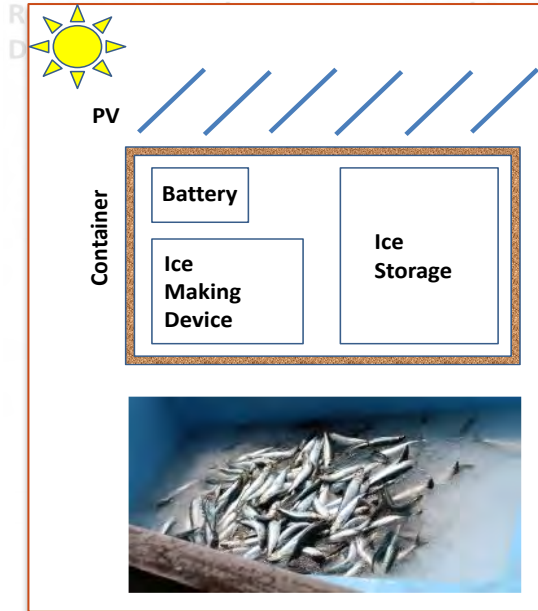 PV
Container
Battery
Ice
Making
Device
Ice
Storage